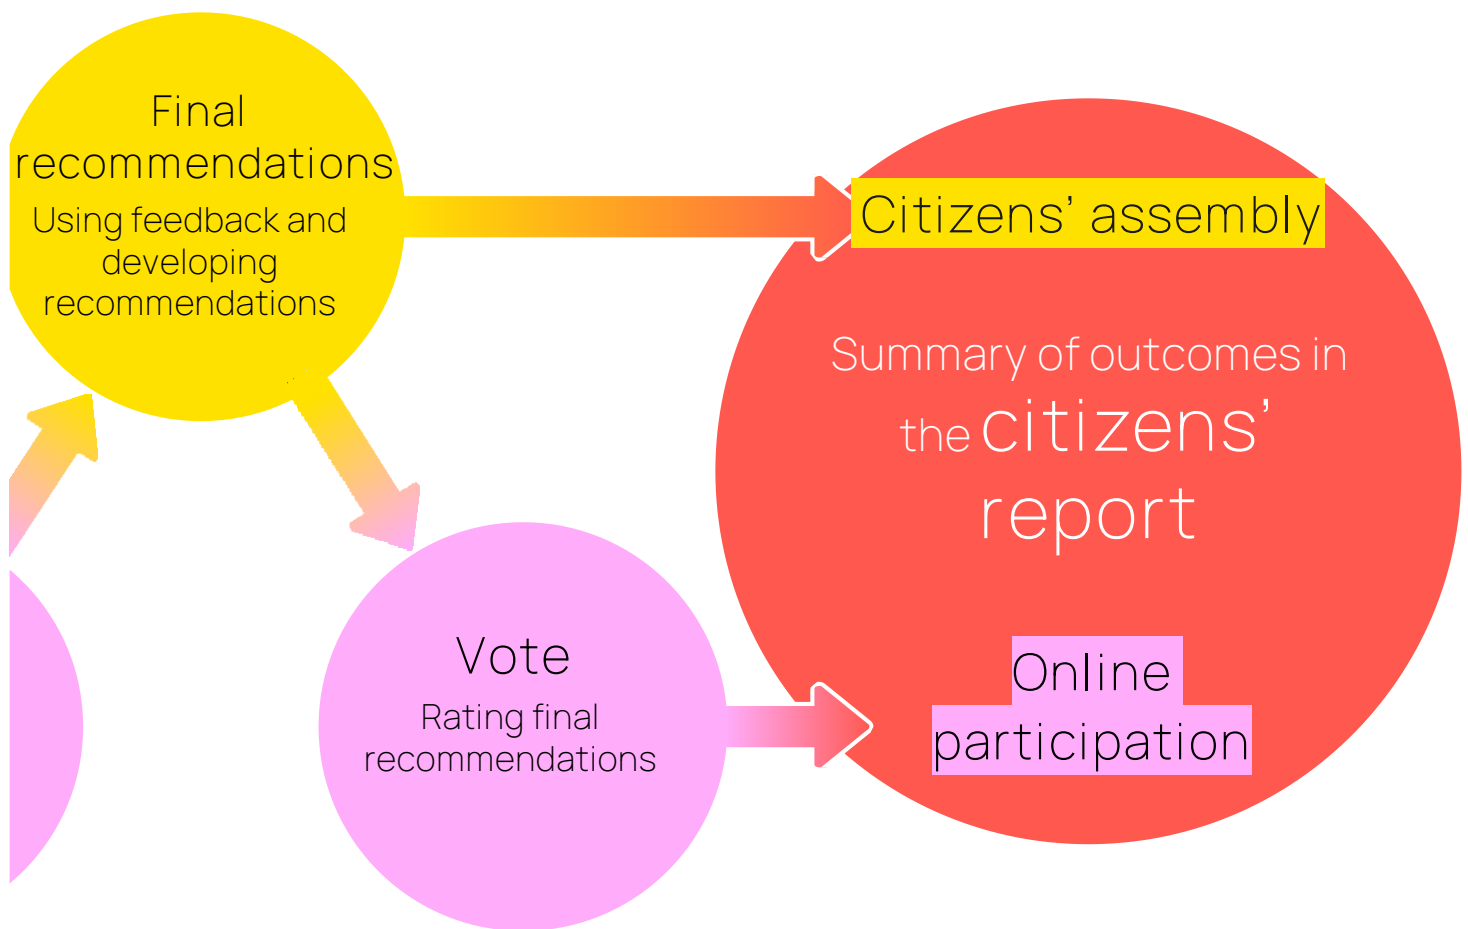 Final
recommendations
Using feedback and
developing
recommendations
Citizens’ assembly
Summary of outcomes in
the citizens’
report
Vote
Rating final
recommendations
Online
participation